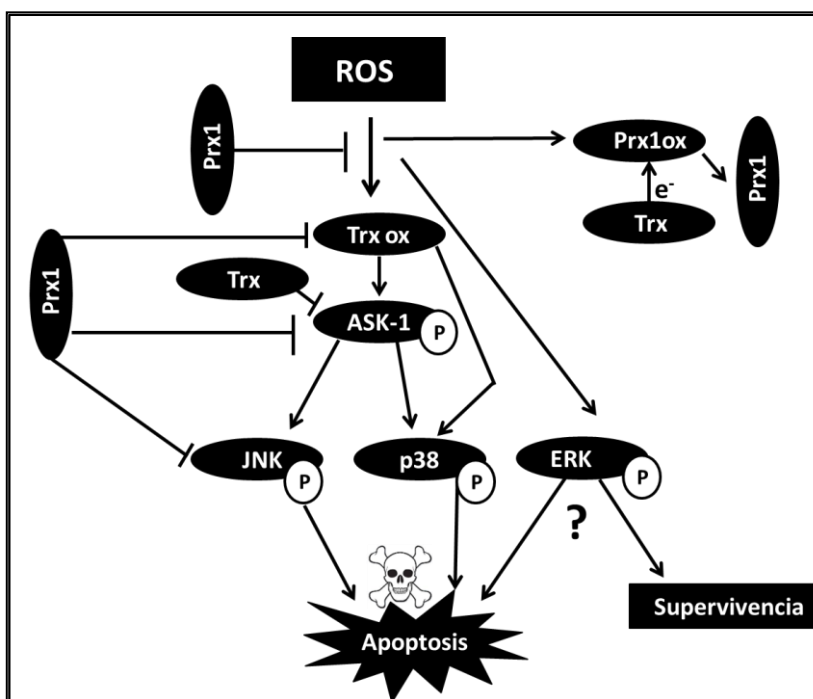 ROS
Prx1
Prx1ox
Prx1
e-
Trx
Trx ox
Prx1
Trx
ASK-1
P
JNK
P
p38
P
ERK
P
?
Supervivencia
Apoptosis